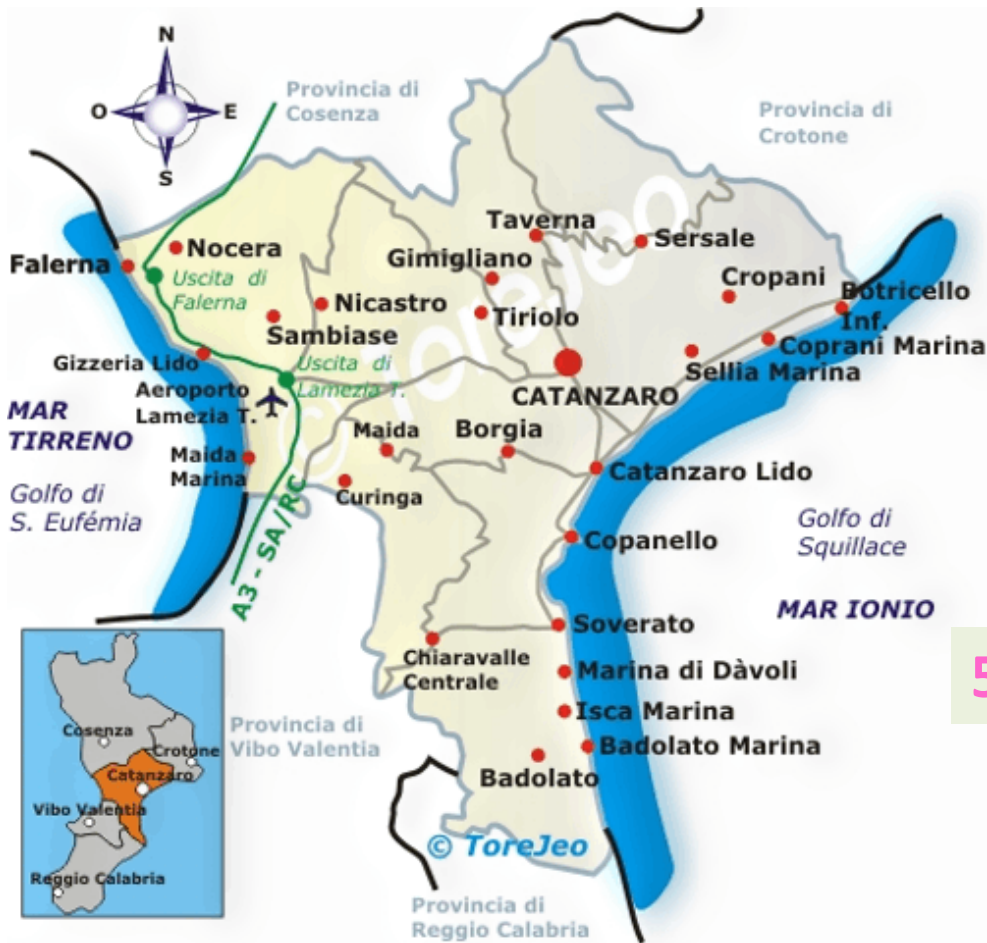 N
O
E
S
Provincia di
Cosenza
Provincia di
Crotone
Taverna
Sersale
Nocera
Falerna
Gimigliano
Uscita di
Falerna
Cropani
Nicastro
Tiriolo
Botricello
Inf.
Sambiase
Coprani Marina
Gizzeria Lido
Uscita di
Lamezia T.
Sellia Marina
Aeroporto
Lamezia T.
CATANZARO
MAR
TIRRENO
Maida
Borgia
Maida
Marina
Catanzaro Lido
Golfo di
S. Eufémia
Curinga
Golfo di
Squillace
Copanello
A3 - SA/RC
MAR IONIO
Soverato
Chiaravalle
Centrale
Marina di Dàvoli
5
Isca Marina
Provincia di
Vibo Valentia
Badolato Marina
Badolato
Cosenza
Crotone
Catanzaro
Vibo Valentia
Reggio Calabria
© ToreJeo
Provincia di
Reggio Calabria
© ToreJeo